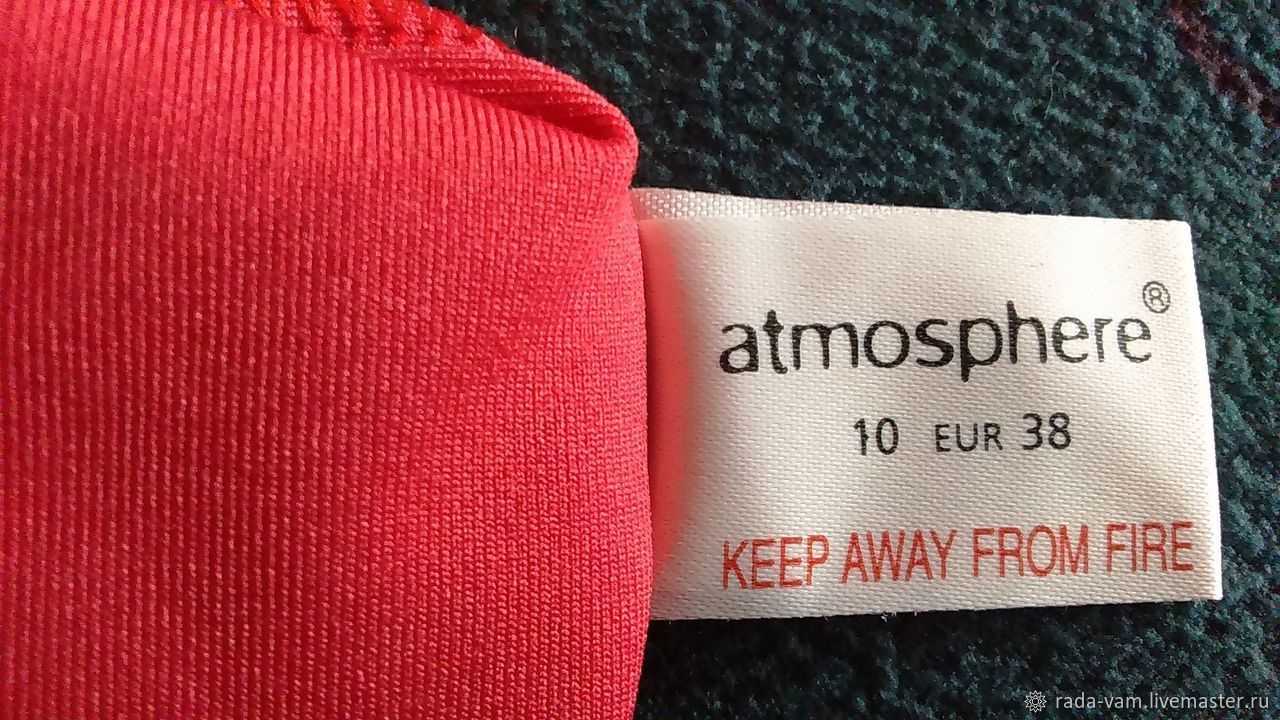 atmosphere®
10 EUR 38
KEEP AWAY FROM FIRE
rada-vam.livemaster.ru